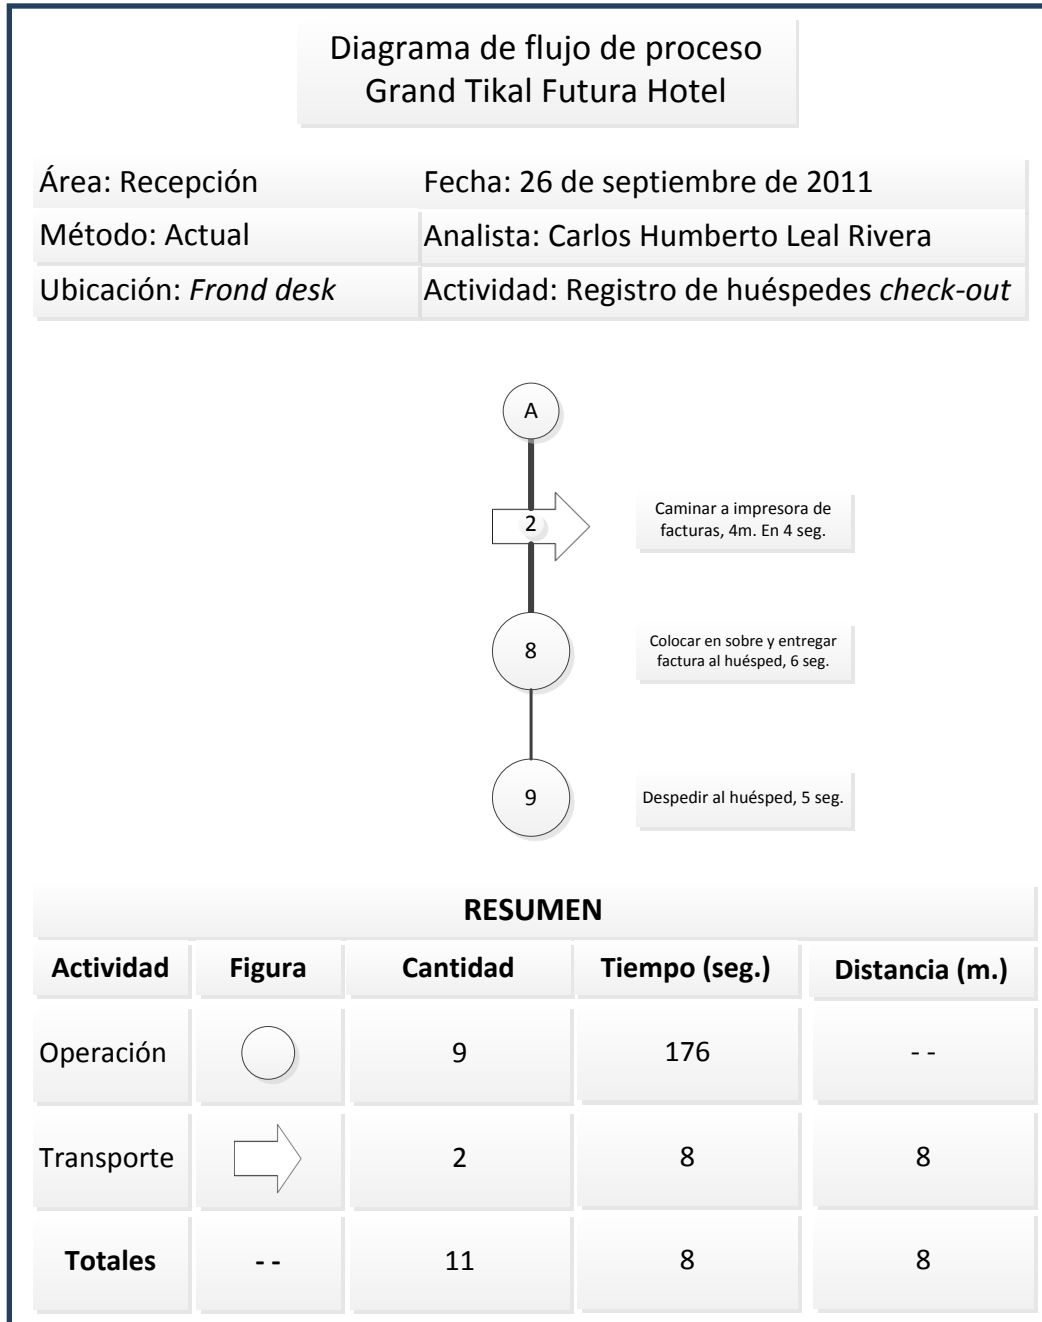 Diagrama de flujo de proceso
Grand Tikal Futura Hotel
Área: Recepción
Fecha: 26 de septiembre de 2011
Método: Actual
Analista: Carlos Humberto Leal Rivera
Ubicación: Frond desk
Actividad: Registro de huéspedes check-out
A
2
Caminar a impresora de
facturas, 4m. En 4 seg.
8
Colocar en sobre y entregar
factura al huésped, 6 seg.
9
Despedir al huésped, 5 seg.
RESUMEN
Actividad Figura Cantidad Tiempo (seg.) Distancia (m.)
Operación 9 176 - -
Transporte 2 8 8
Totales - - 11 8 8